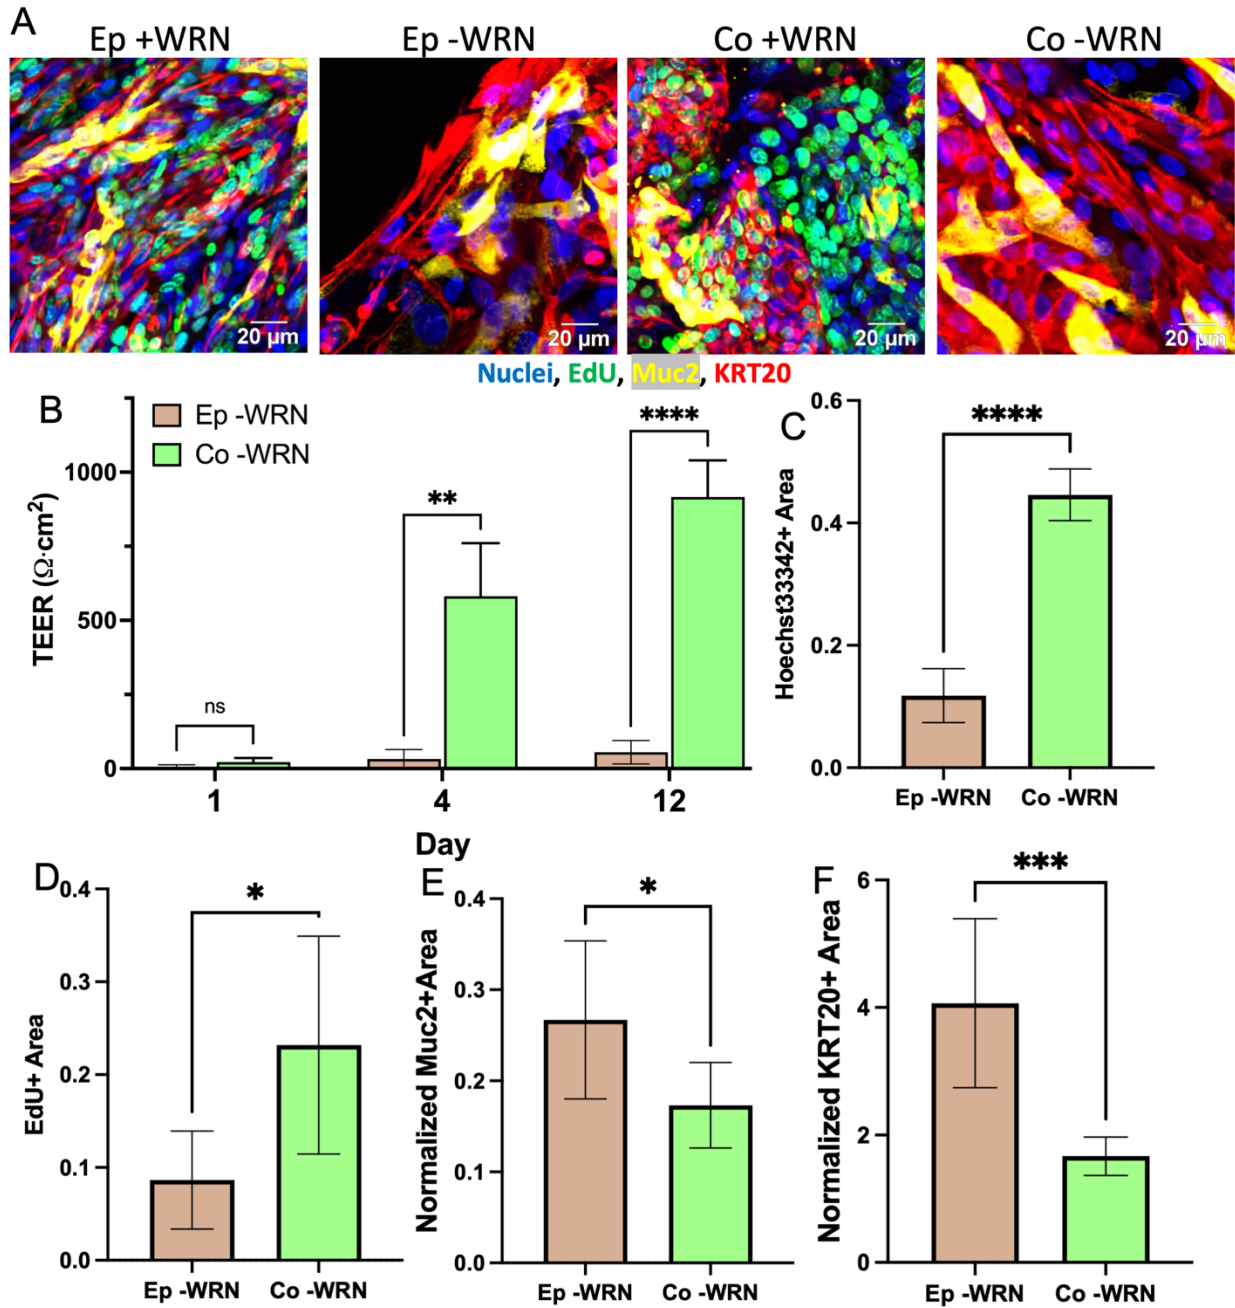 A
Ep +WRN
Ep -WRN
Co +WRN
Co -WRN
20 µm
20 µm
20 µm
20 µm
Nuclei, EdU, Muc2, KRT20
B
Ep -WRN
Co -WRN
TEER (Ω·cm²)
1000
500
0
ns
**
****
1
4
12
Day
C
Hoechst33342+ Area
0.6
0.4
0.2
0.0
****
Ep -WRN
Co -WRN
D
EdU+ Area
0.4
0.3
0.2
0.1
0.0
*
Ep -WRN
Co -WRN
E
Normalized Muc2+Area
0.4
0.3
0.2
0.1
0.0
*
Ep -WRN
Co -WRN
F
Normalized KRT20+ Area
6
4
2
0
***
Ep -WRN
Co -WRN